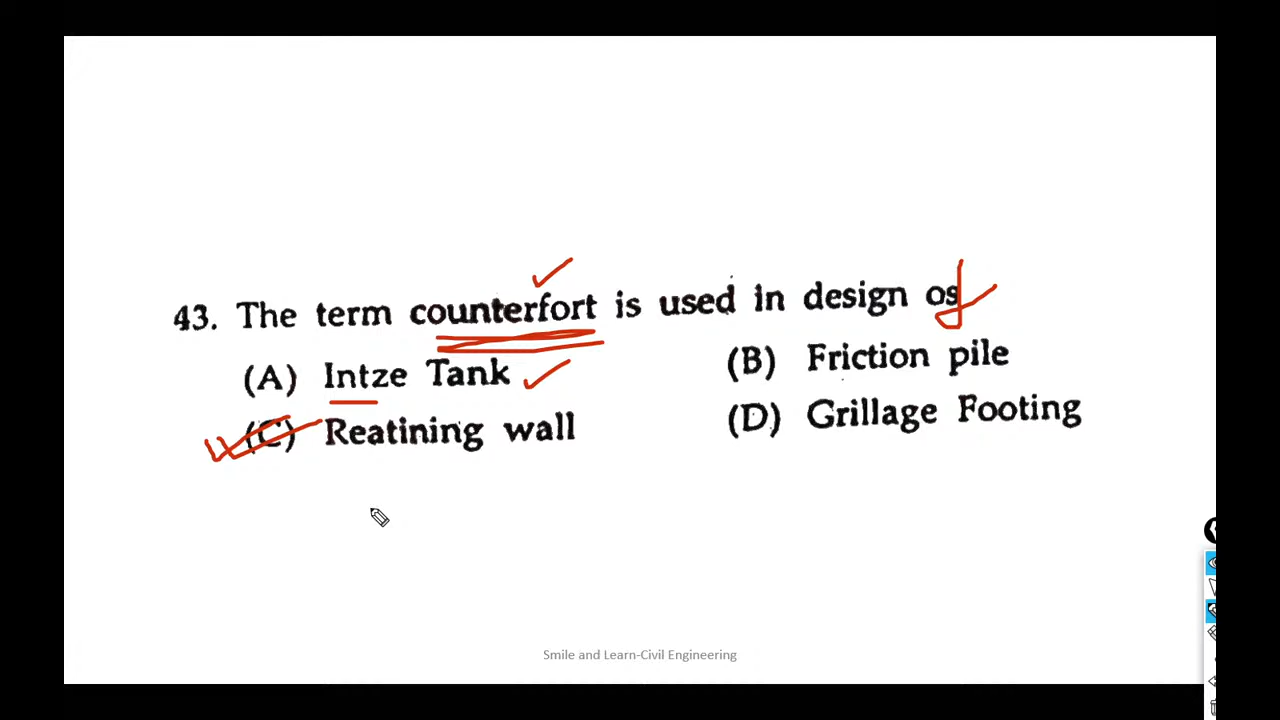 43. The term counterfort is used in design os
(A) Intze Tank (B) Friction pile
(C) Reatining wall (D) Grillage Footing
Smile and Learn-Civil Engineering